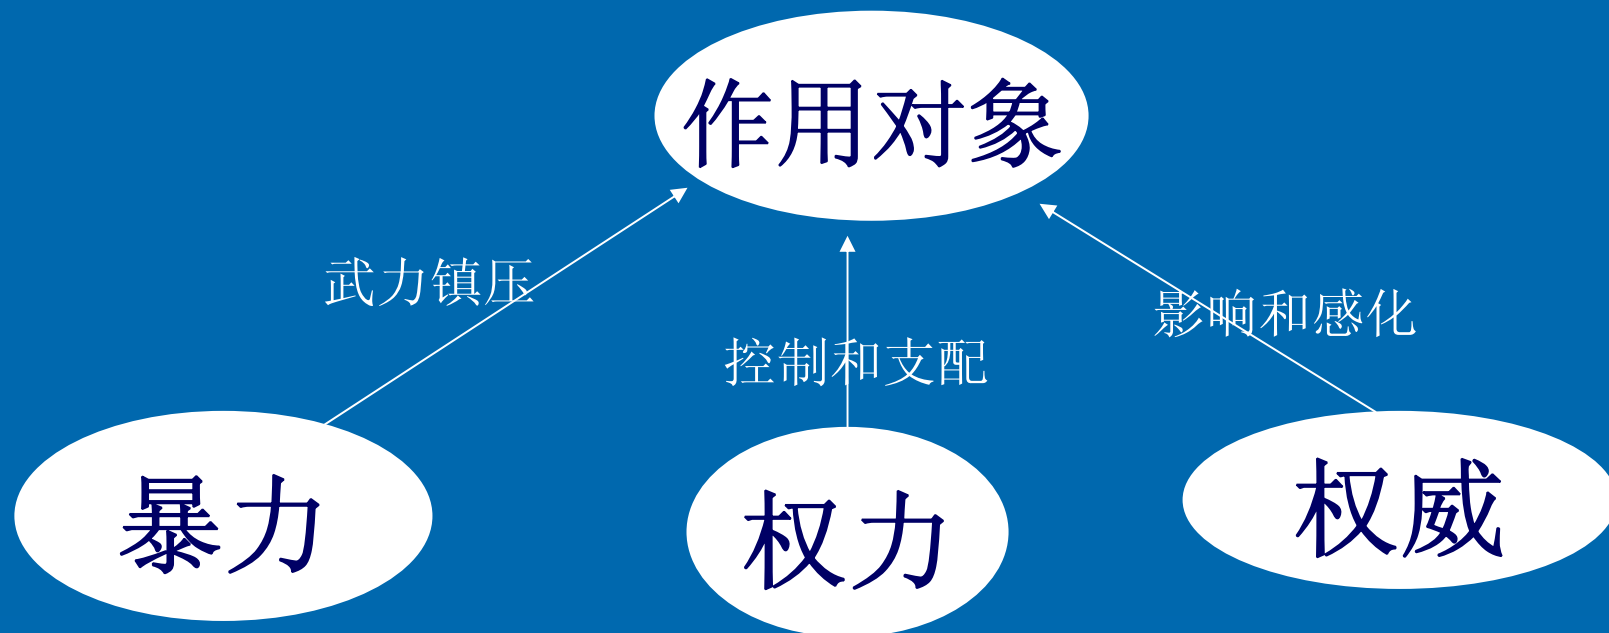 作用对象
武力镇压
影响和感化
控制和支配
暴力
权力
权威